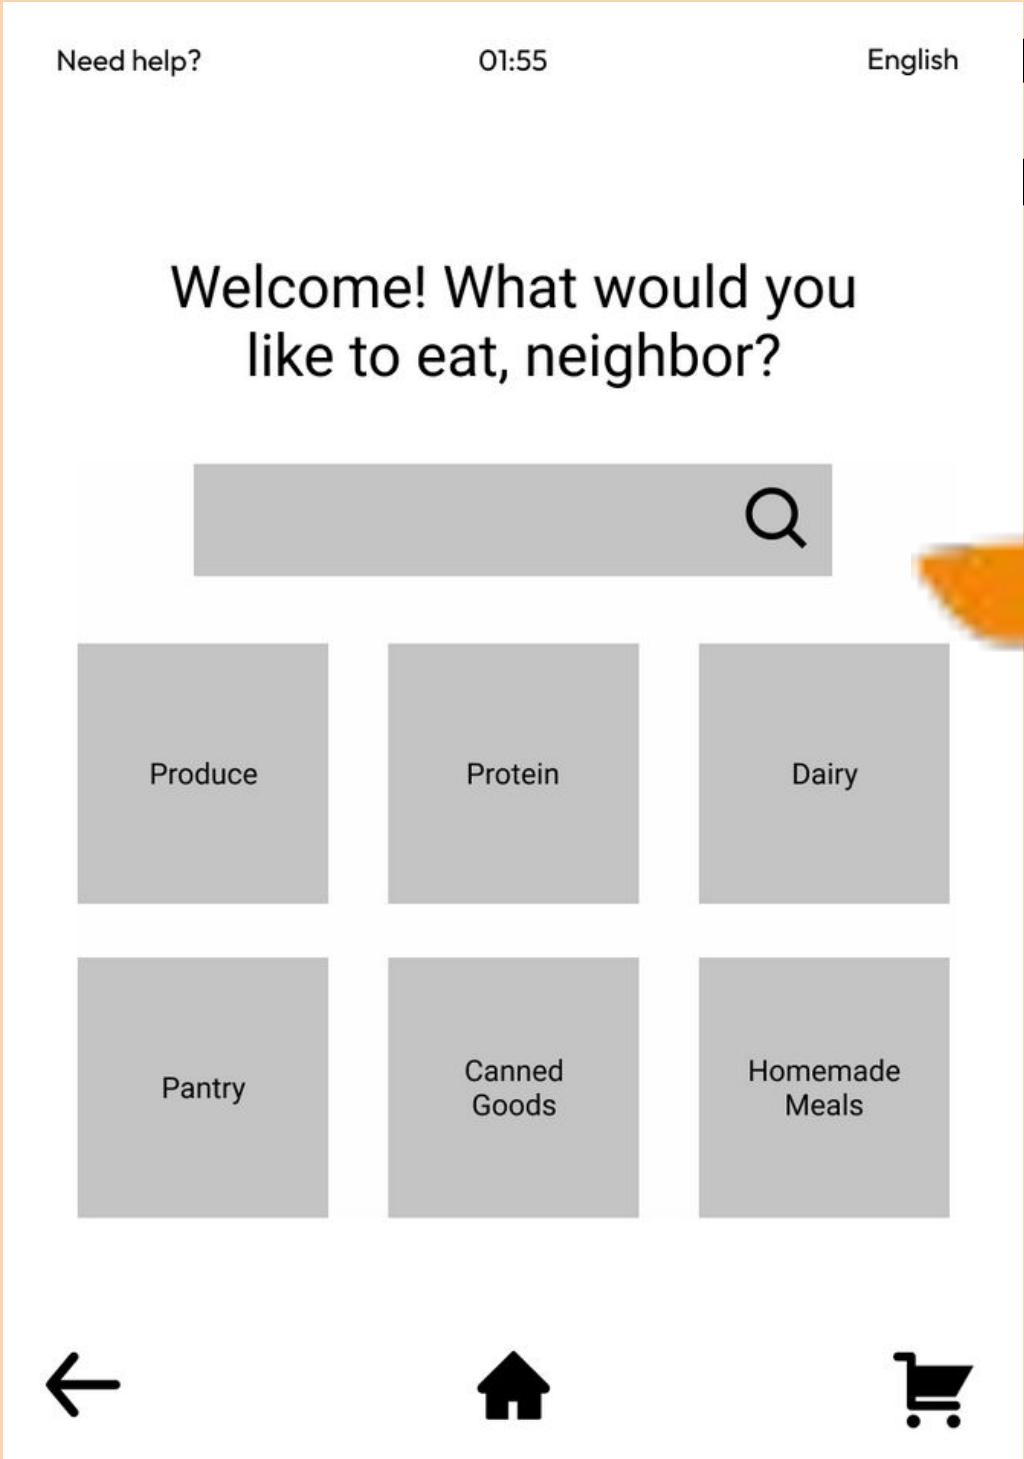 Need help?
01:55
English
Welcome! What would you
like to eat, neighbor?
Produce
Protein
Dairy
Pantry
Canned
Goods
Homemade
Meals